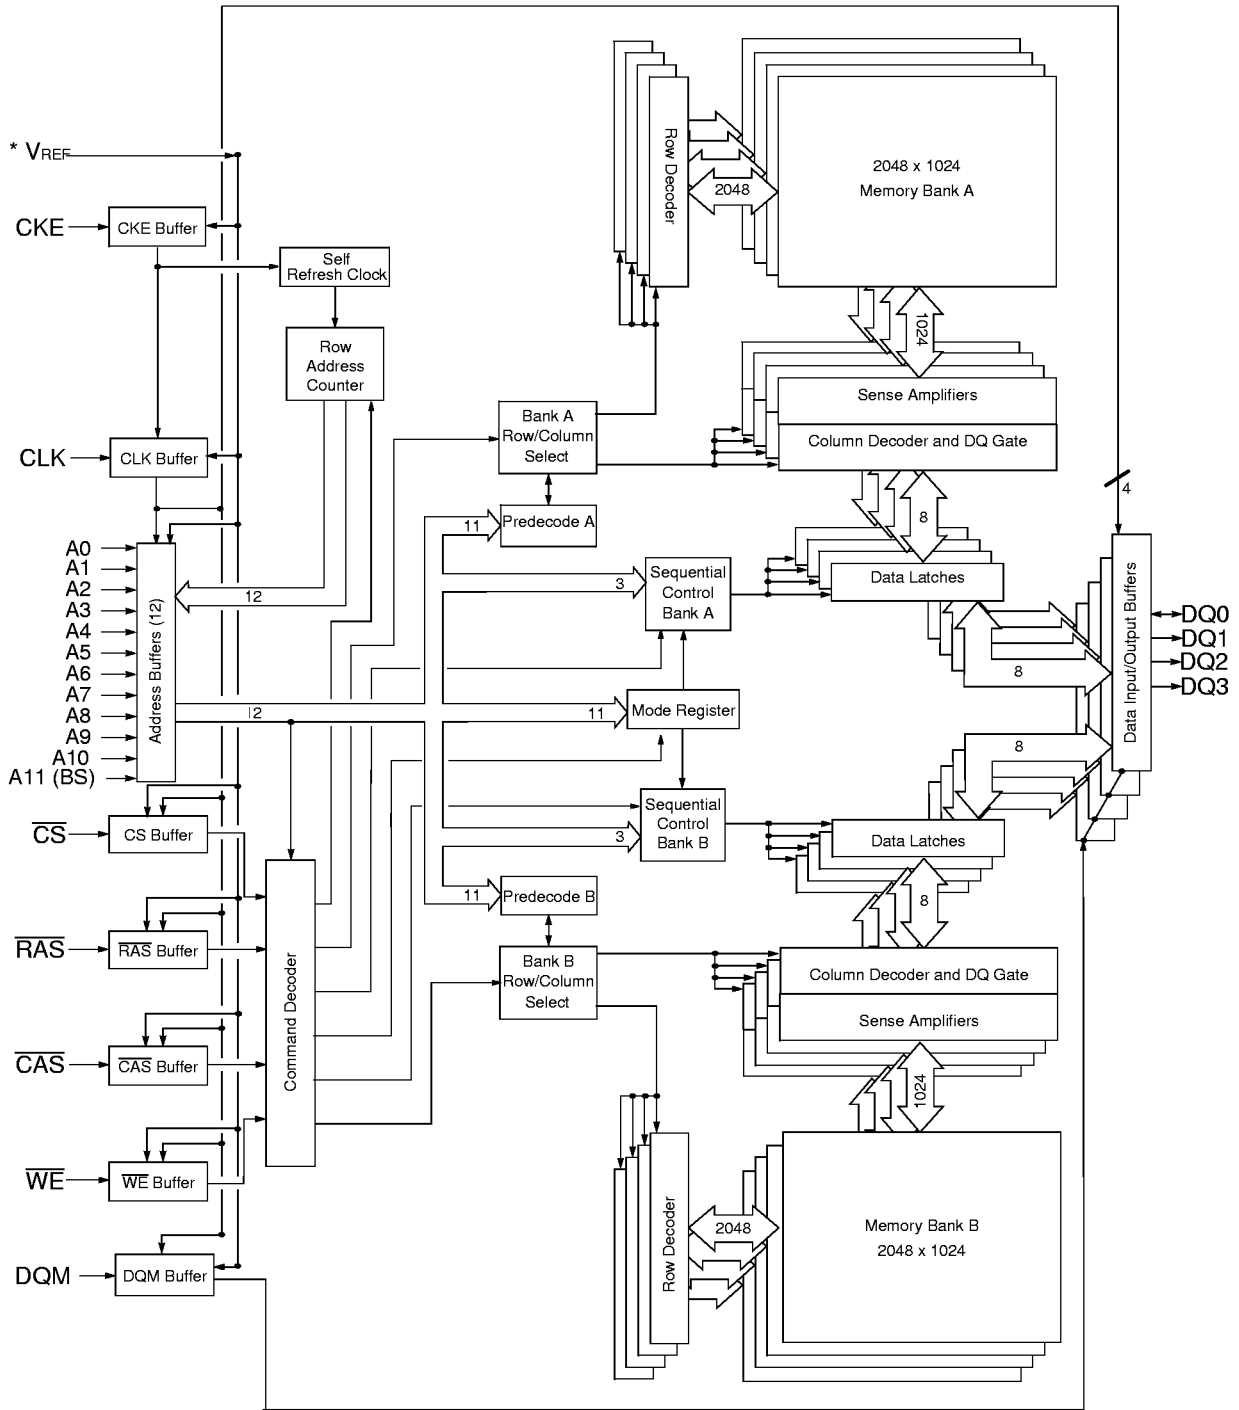 * VREF
CKE
CKE Buffer
Self
Refresh Clock
Row
Address
Counter
CLK
CLK Buffer
A0
A1
A2
A3
A4
A5
A6
A7
A8
A9
A10
A11 (BS)
Address Buffers (12)
12
12
CS
CS Buffer
RAS
RAS Buffer
CAS
CAS Buffer
WE
WE Buffer
DQM
DQM Buffer
Command Decoder
Bank A
Row/Column
Select
11
Predecode A
3
Sequential
Control
Bank A
11
Mode Register
Sequential
Control
Bank B
3
11
Predecode B
Bank B
Row/Column
Select
Row Decoder
2048
2048 x 1024
Memory Bank A
1024
Sense Amplifiers
Column Decoder and DQ Gate
8
Data Latches
8
4
Data Input/Output Buffers
DQ0
DQ1
DQ2
DQ3
8
Data Latches
8
Column Decoder and DQ Gate
Sense Amplifiers
1024
Row Decoder
2048
Memory Bank B
2048 x 1024